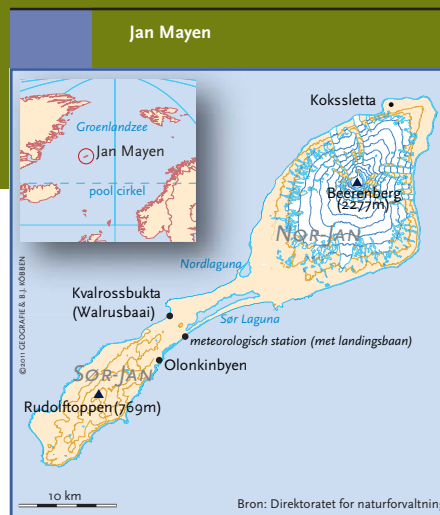 Jan Mayen
Groenlandzee
Jan Mayen
pool cirkel
Kokssletta
Beerenberg
(2277m)
NOR-JAN
Nordlaguna
Kvalrossbukta
(Walrusbaai)
Sør Laguna
meteorologisch station (met landingsbaan)
Olonkinbyen
SØR-JAN
Rudolftoppen (769m)
10 km
Bron: Direktoratet for naturforvaltning
©2011 GEOGRAFIE & B.J. KÖBBEN